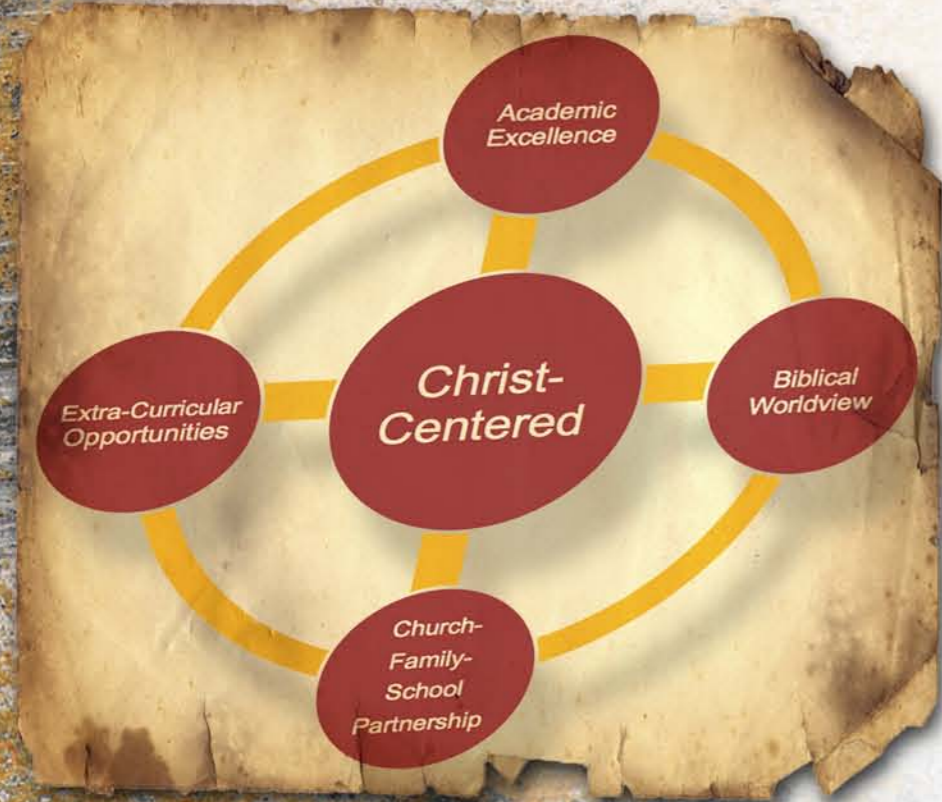 Academic
Excellence
Christ-
Centered
Biblical
Worldview
Extra-Curricular
Opportunities
Church-
Family-
School
Partnership